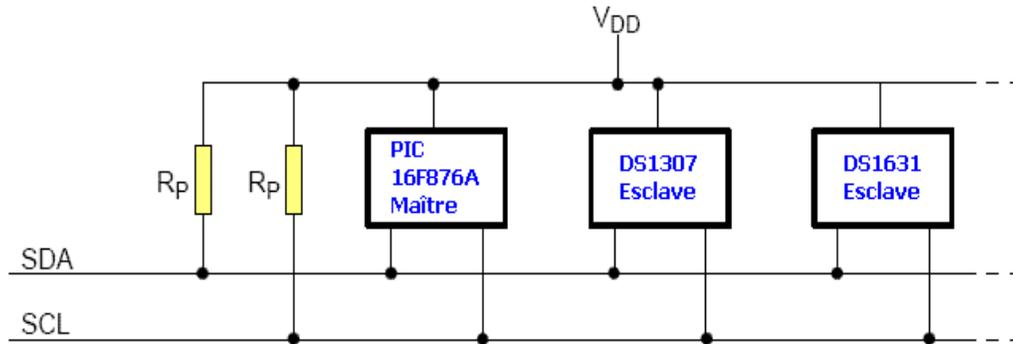 VDD
RP
RP
PIC
16F876A
Maître
DS1307
Esclave
DS1631
Esclave
SDA
SCL